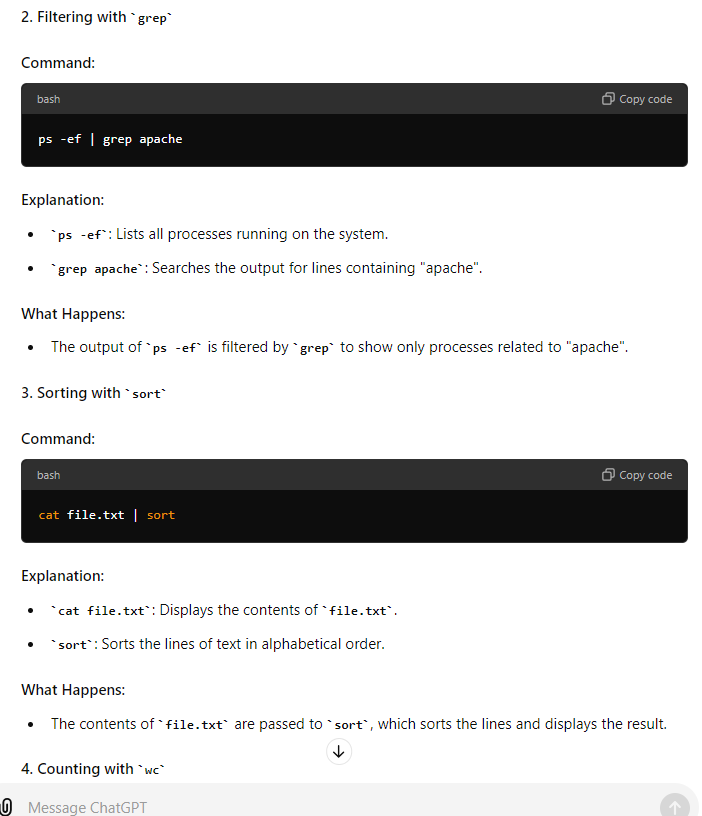 2. Filtering with `grep`
Command:
bash
Copy code
ps -ef | grep apache
Explanation:
• `ps -ef`: Lists all processes running on the system.
• `grep apache`: Searches the output for lines containing "apache".
What Happens:
• The output of `ps -ef` is filtered by `grep` to show only processes related to "apache".
3. Sorting with `sort`
Command:
bash
Copy code
cat file.txt | sort
Explanation:
• `cat file.txt`: Displays the contents of `file.txt`.
• `sort`: Sorts the lines of text in alphabetical order.
What Happens:
• The contents of `file.txt` are passed to `sort`, which sorts the lines and displays the result.
4. Counting with `wc`
Message ChatGPT